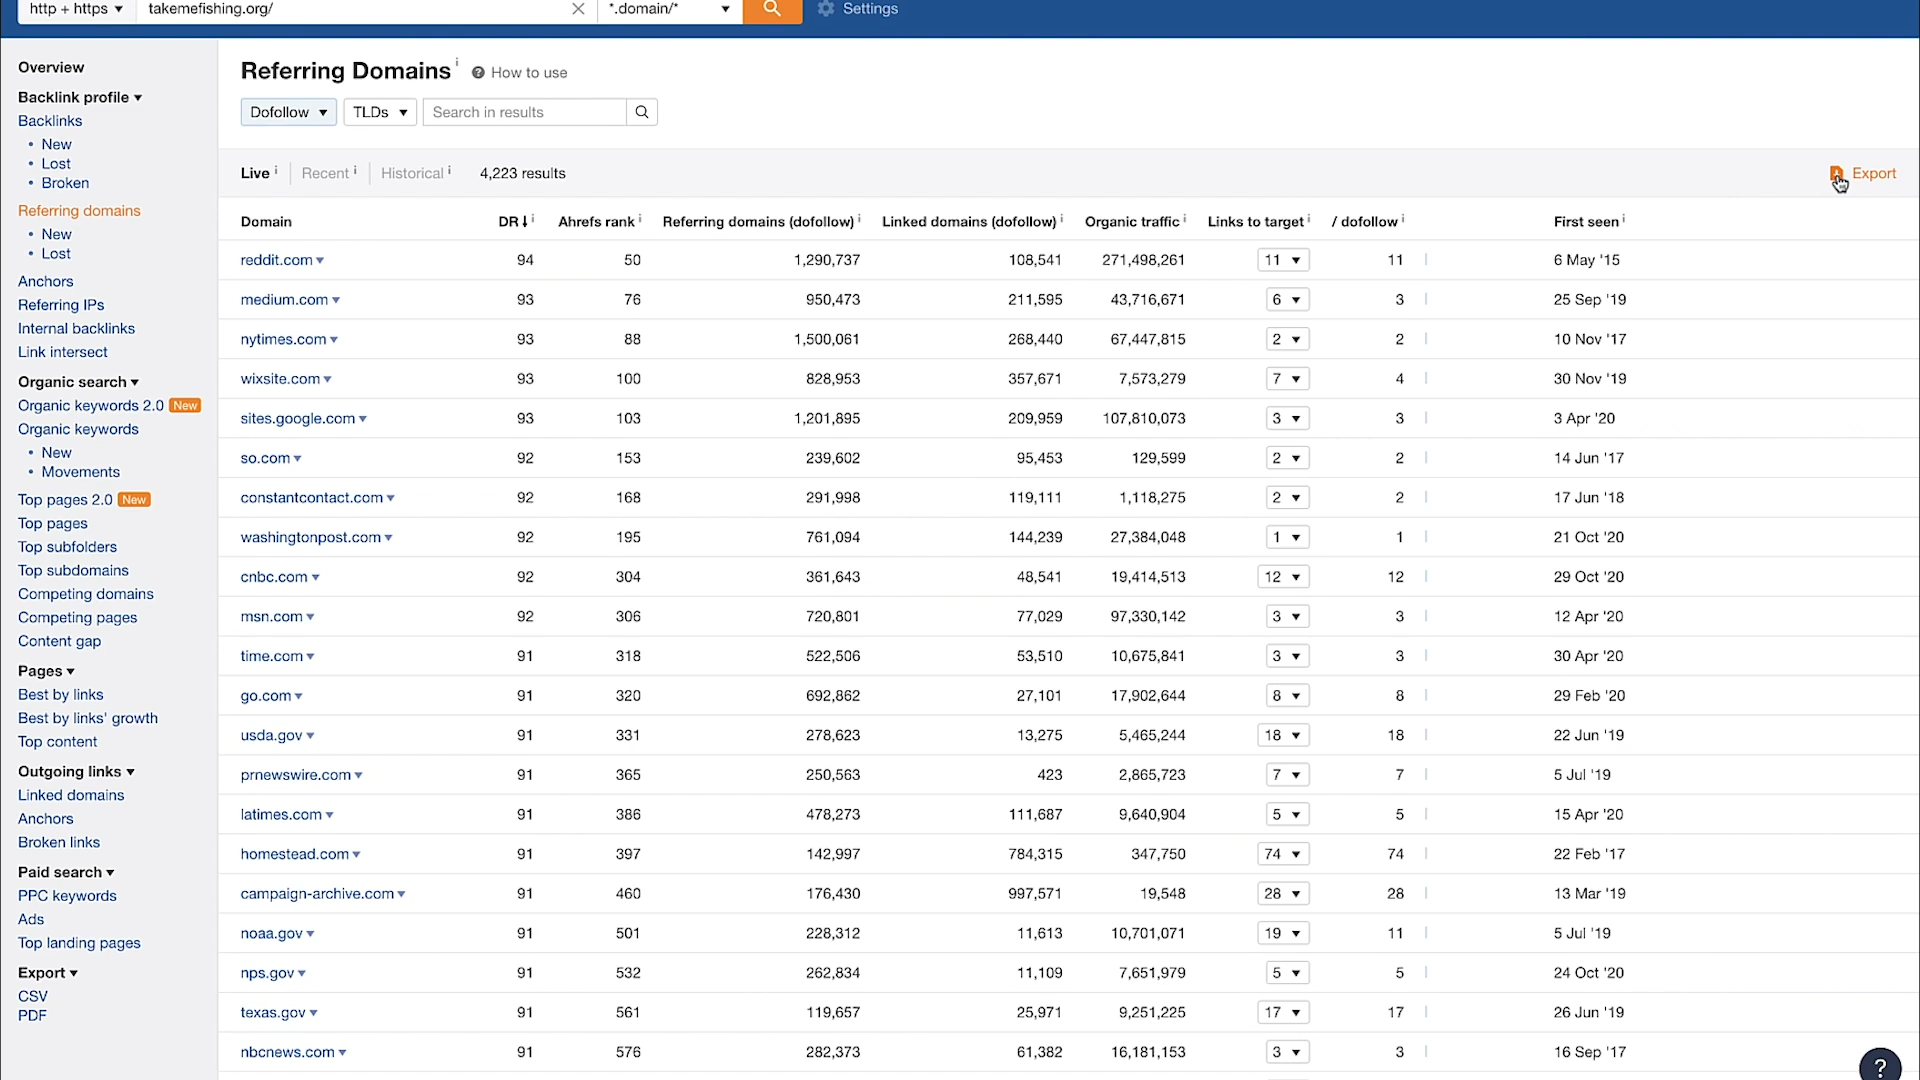 http + https takemefishing.org/ *.domain/* Settings
Overview
Backlink profile
Backlinks
• New
• Lost
• Broken
Referring domains
• New
• Lost
Anchors
Referring IPs
Internal backlinks
Link intersect
Organic search
Organic keywords 2.0 New
Organic keywords
• New
• Movements
Top pages 2.0 New
Top pages
Top subfolders
Top subdomains
Competing domains
Competing pages
Content gap
Pages
Best by links
Best by links' growth
Top content
Outgoing links
Linked domains
Anchors
Broken links
Paid search
PPC keywords
Ads
Top landing pages
Export
CSV
PDF
Referring Domains i ? How to use
Dofollow TLDs Search in results
Live i Recent i Historical i 4,223 results Export
Domain DR i Ahrefs rank i Referring domains (dofollow) i Linked domains (dofollow) i Organic traffic i Links to target i / dofollow i First seen i
reddit.com 94 50 1,290,737 108,541 271,498,261 11 11 6 May '15
medium.com 93 76 950,473 211,595 43,716,671 6 3 25 Sep '19
nytimes.com 93 88 1,500,061 268,440 67,447,815 2 2 10 Nov '17
wixsite.com 93 100 828,953 357,671 7,573,279 7 4 30 Nov '19
sites.google.com 93 103 1,201,895 209,959 107,810,073 3 3 3 Apr '20
so.com 92 153 239,602 95,453 129,599 2 2 14 Jun '17
constantcontact.com 92 168 291,998 119,111 1,118,275 2 2 17 Jun '18
washingtonpost.com 92 195 761,094 144,239 27,384,048 1 1 21 Oct '20
cnbc.com 92 304 361,643 48,541 19,414,513 12 12 29 Oct '20
msn.com 92 306 720,801 77,029 97,330,142 3 3 12 Apr '20
time.com 91 318 522,506 53,510 10,675,841 3 3 30 Apr '20
go.com 91 320 692,862 27,101 17,902,644 8 8 29 Feb '20
usda.gov 91 331 278,623 13,275 5,465,244 18 18 22 Jun '19
prnewswire.com 91 365 250,563 423 2,865,723 7 7 5 Jul '19
latimes.com 91 386 478,273 111,687 9,640,904 5 5 15 Apr '20
homestead.com 91 397 142,997 784,315 347,750 74 74 22 Feb '17
campaign-archive.com 91 460 176,430 997,571 19,548 28 28 13 Mar '19
noaa.gov 91 501 228,312 11,613 10,701,071 19 11 5 Jul '19
nps.gov 91 532 262,834 11,109 7,651,979 5 5 24 Oct '20
texas.gov 91 561 119,657 25,971 9,251,225 17 17 26 Jun '19
nbcnews.com 91 576 282,373 61,382 16,181,153 3 3 16 Sep '17
?